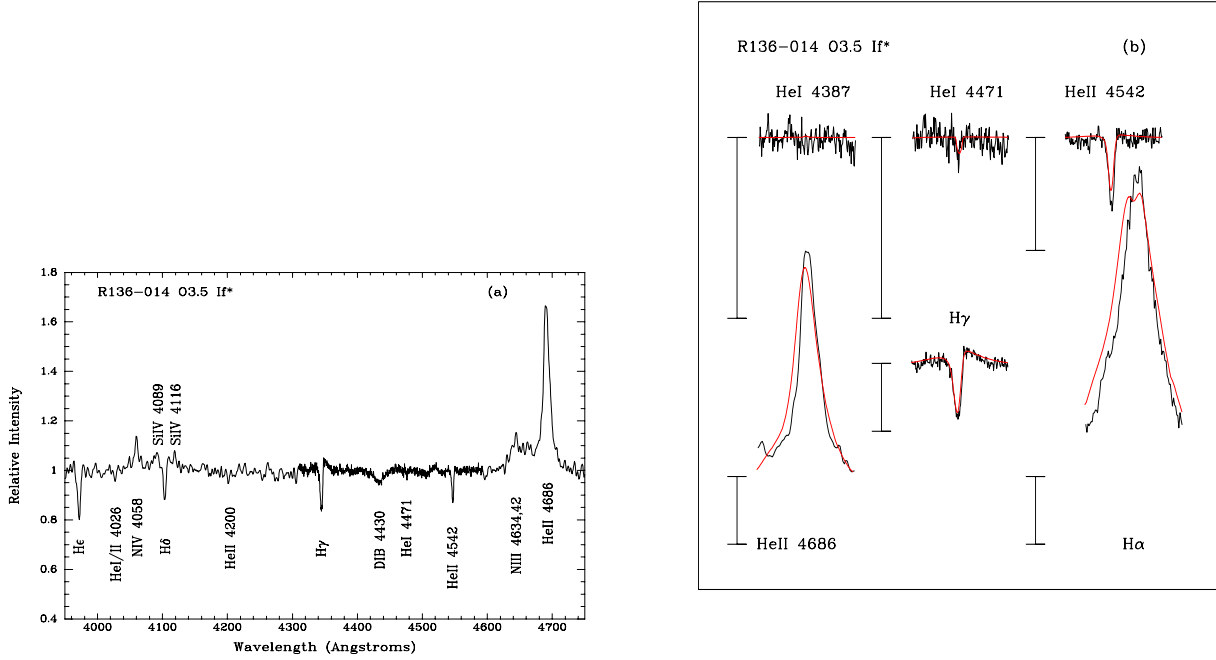 R136-014 O3.5 If*
(a)
1.8
1.6
1.4
1.2
1
0.8
0.6
0.4
Relative Intensity
SiIV 4089
SiIV 4116
Hϵ
HeI/II 4026
NIV 4058
Hδ
HeII 4200
Hγ
DIB 4430
HeI 4471
HeII 4542
NIII 4634,42
HeII 4686
4000
4100
4200
4300
4400
4500
4600
4700
Wavelength (Angstroms)
R136-014 O3.5 If*
(b)
HeI 4387
HeI 4471
HeII 4542
Hγ
HeII 4686
Hα